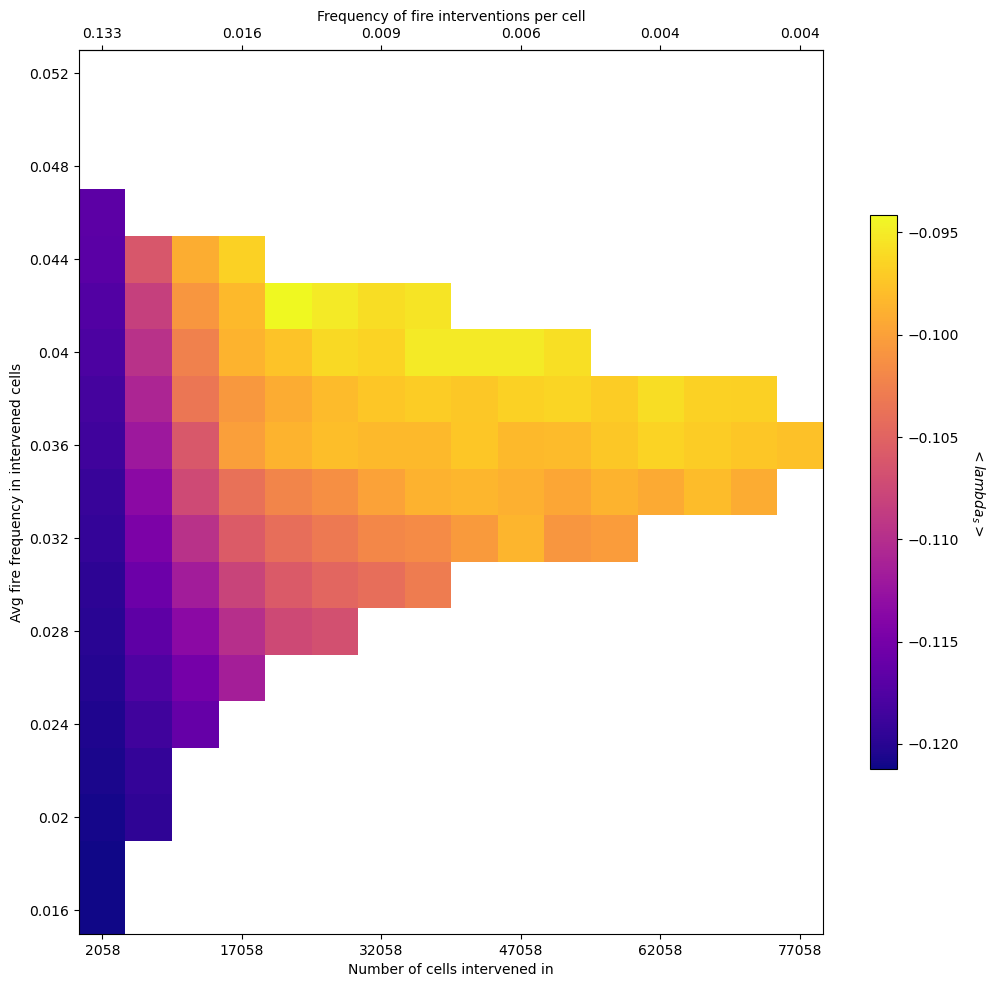 Frequency of fire interventions per cell
0.133 0.016 0.009 0.006 0.004 0.004
0.052
0.048
0.044
0.04
0.036
0.032
0.028
0.024
0.02
0.016
Avg fire frequency in intervened cells
2058 17058 32058 47058 62058 77058
Number of cells intervened in
−0.095
−0.100
−0.105
−0.110
−0.115
−0.120
< lambda_s >